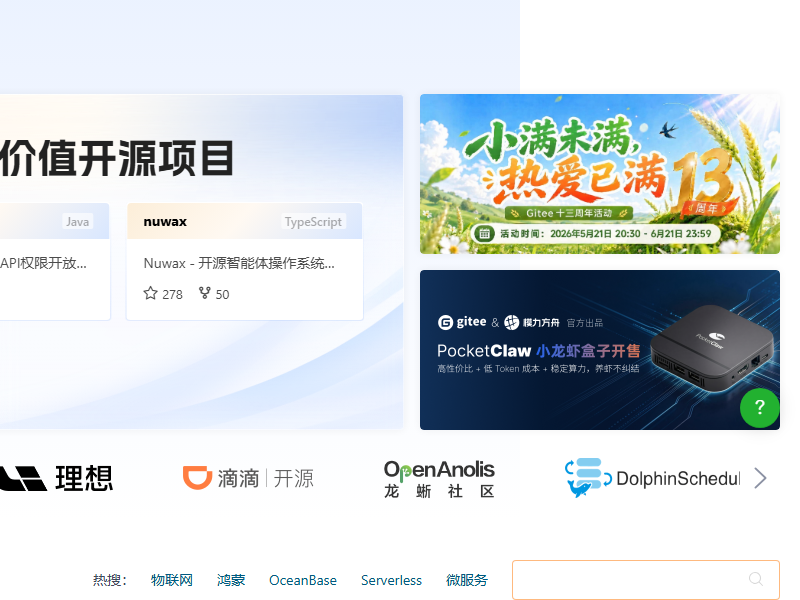 价值开源项目
Java
API权限开放...
nuwax
TypeScript
Nuwax - 开源智能体操作系统...
278
50
小满未满，
热爱已满
13
周年
Gitee 十三周年活动
活动时间：2026年5月21日 20:30 - 6月21日 23:59
gitee & 模力方舟 官方出品
PocketClaw 小龙虾盒子开售
高性价比 + 低 Token 成本 + 稳定算力，养虾不纠结
PocketClaw
?
理想
滴滴 | 开源
OpenAnolis
龙 蜥 社 区
DolphinSchedul
热搜：
物联网
鸿蒙
OceanBase
Serverless
微服务